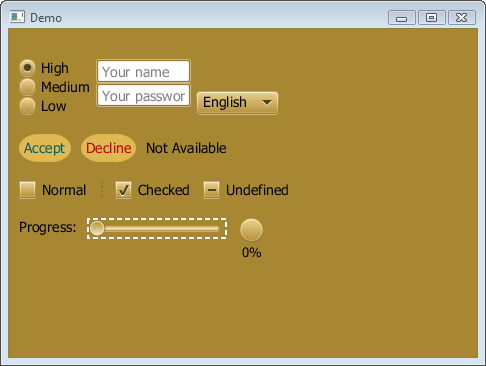 Demo
High
Your name
Medium
Your passwor
English
Low
Accept
Decline
Not Available
Normal
Checked
Undefined
Progress:
0%